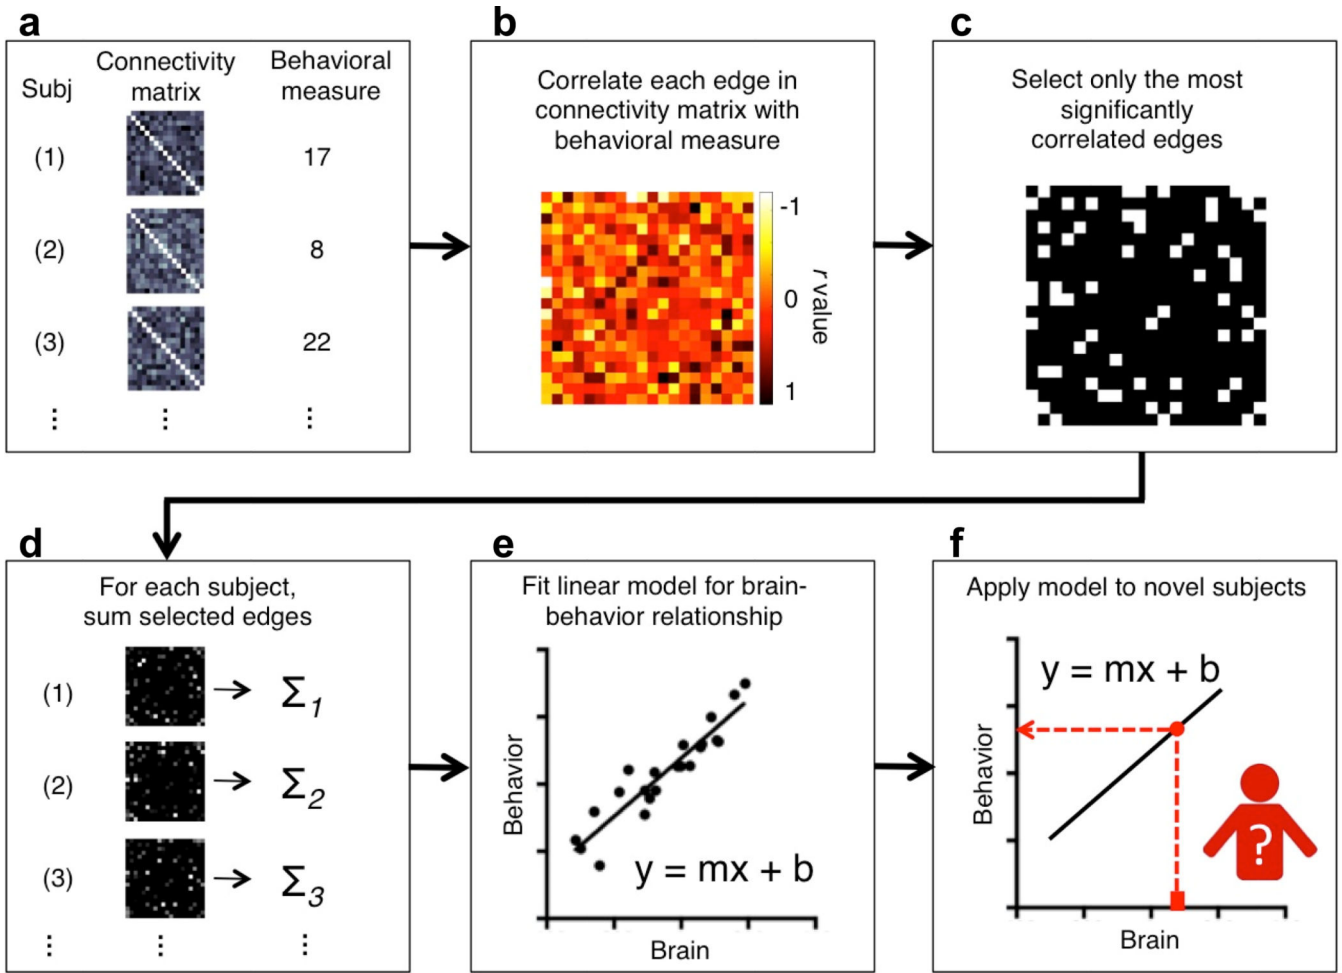 a
Subj
Connectivity
matrix
Behavioral
measure
(1)
17
(2)
8
(3)
22
⋮ ⋮ ⋮
b
Correlate each edge in
connectivity matrix with
behavioral measure
-1
0
1
r value
c
Select only the most
significantly
correlated edges
d
For each subject,
sum selected edges
(1) → Σ1
(2) → Σ2
(3) → Σ3
⋮ ⋮ ⋮
e
Fit linear model for brain-
behavior relationship
Behavior
y = mx + b
Brain
f
Apply model to novel subjects
y = mx + b
Behavior
?
Brain